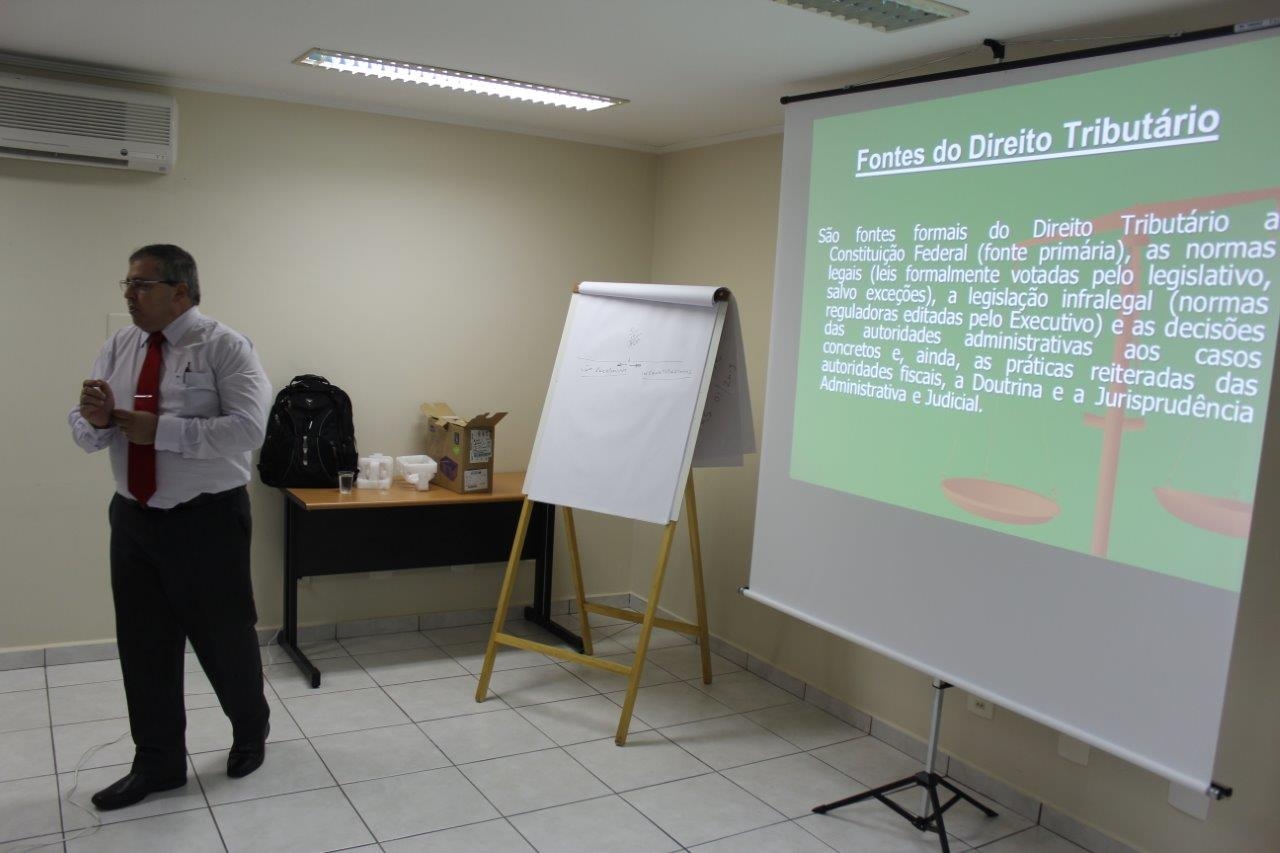 Fontes do Direito Tributário
São fontes formais do Direito Tributário a
Constituição Federal (fonte primária), as normas
legais (leis formalmente votadas pelo legislativo,
salvo exceções), a legislação infralegal (normas
reguladoras editadas pelo Executivo) e as decisões
das autoridades administrativas aos casos
concretos e, ainda, as práticas reiteradas das
autoridades fiscais, a Doutrina e a Jurisprudência
Administrativa e Judicial.